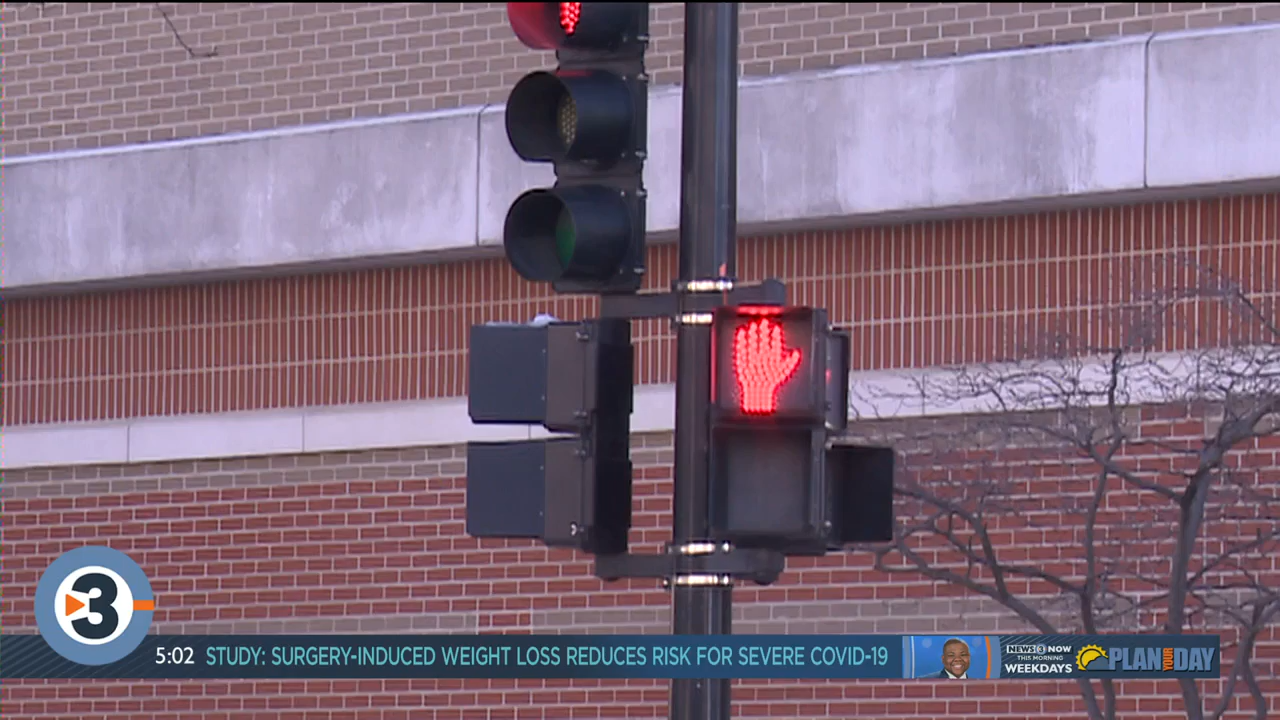 3
5:02 STUDY: SURGERY-INDUCED WEIGHT LOSS REDUCES RISK FOR SEVERE COVID-19
NEWS 3 NOW
THIS MORNING
WEEKDAYS
PLAN YOUR DAY